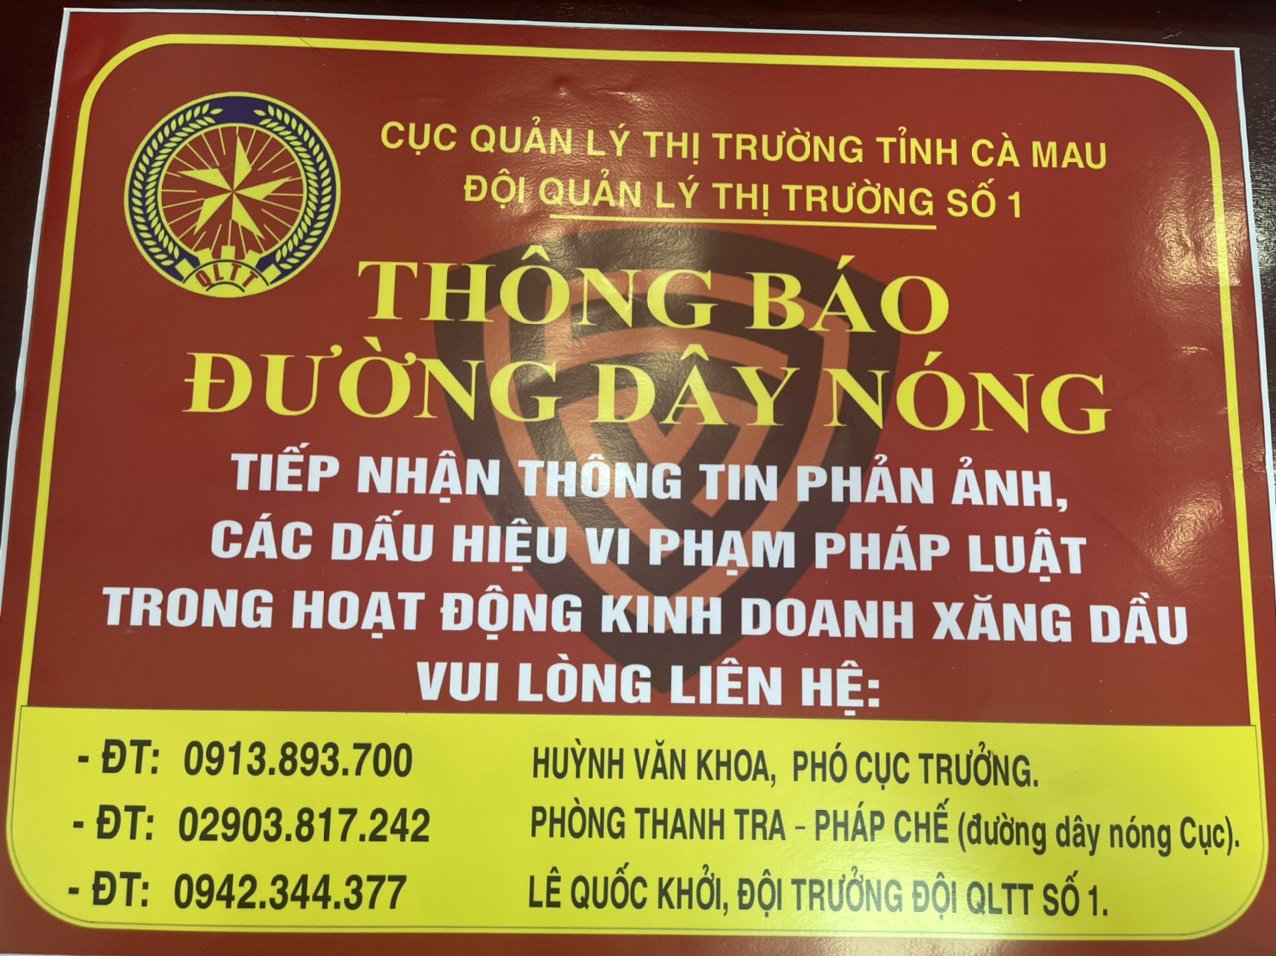 CỤC QUẢN LÝ THỊ TRƯỜNG TỈNH CÀ MAU
ĐỘI QUẢN LÝ THỊ TRƯỜNG SỐ 1
QLTT
THÔNG BÁO
ĐƯỜNG DÂY NÓNG
TIẾP NHẬN THÔNG TIN PHẢN ẢNH,
CÁC DẤU HIỆU VI PHẠM PHÁP LUẬT
TRONG HOẠT ĐỘNG KINH DOANH XĂNG DẦU
VUI LÒNG LIÊN HỆ:
- ĐT: 0913.893.700 HUỲNH VĂN KHOA, PHÓ CỤC TRƯỞNG.
- ĐT: 02903.817.242 PHÒNG THANH TRA - PHÁP CHẾ (đường dây nóng Cục).
- ĐT: 0942.344.377 LÊ QUỐC KHỞI, ĐỘI TRƯỞNG ĐỘI QLTT SỐ 1.